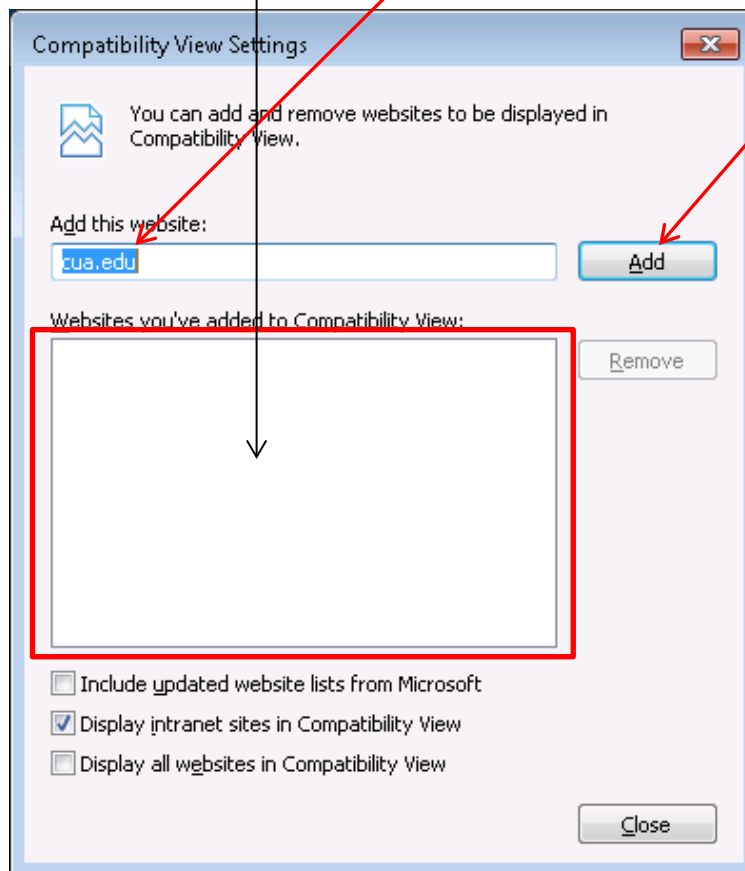 Compatibility View Settings
You can add and remove websites to be displayed in
Compatibility View.
Add this website:
cua.edu
Add
Websites you've added to Compatibility View:
Remove
Include updated website lists from Microsoft
Display intranet sites in Compatibility View
Display all websites in Compatibility View
Close